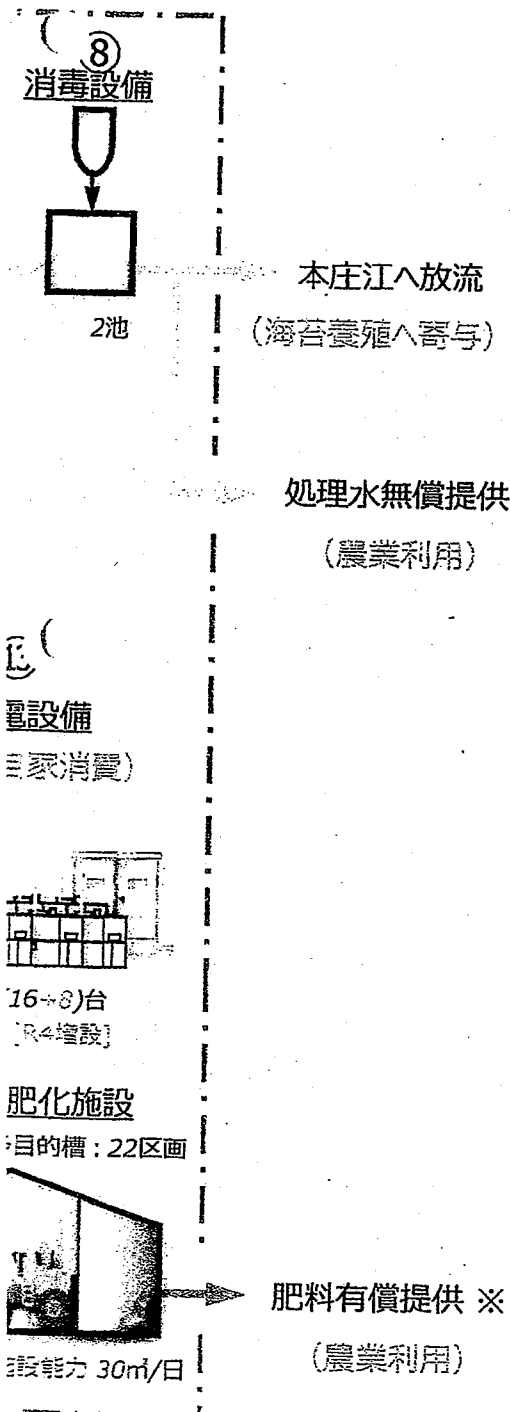 ⑧
消毒設備
2池
本庄江へ放流
（海苔養殖へ寄与）
処理水無償提供
（農業利用）
電設備
自家消費）
(16+8)台
[R4増設]
肥化施設
多目的槽：22区画
肥料有償提供 ※
（農業利用）
施設能力 30㎥/日